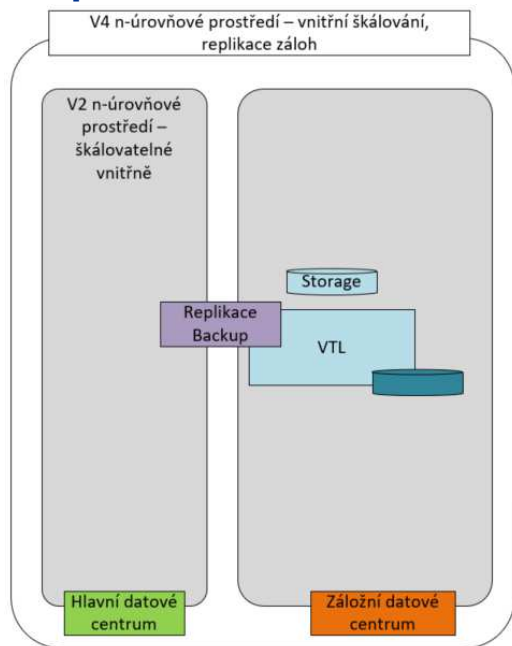 V4 n-úrovňové prostředí – vnitřní škálování,
replikace záloh
V2 n-úrovňové
prostředí –
škálovatelné
vnitřně
Storage
Replikace
Backup
VTL
Hlavní datové
centrum
Záložní datové
centrum